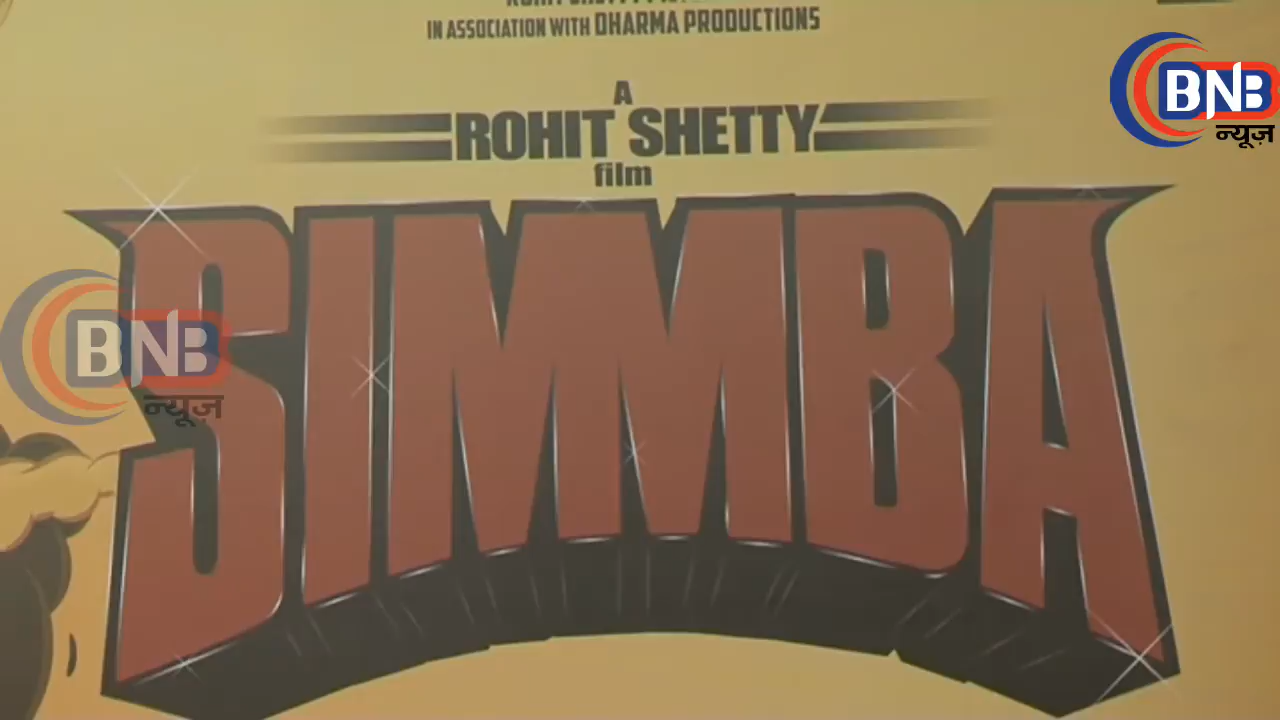 IN ASSOCIATION WITH DHARMA PRODUCTIONS
A
ROHIT SHETTY
film
SIMMBA
BNB
न्यूज़
BNB
न्यूज़